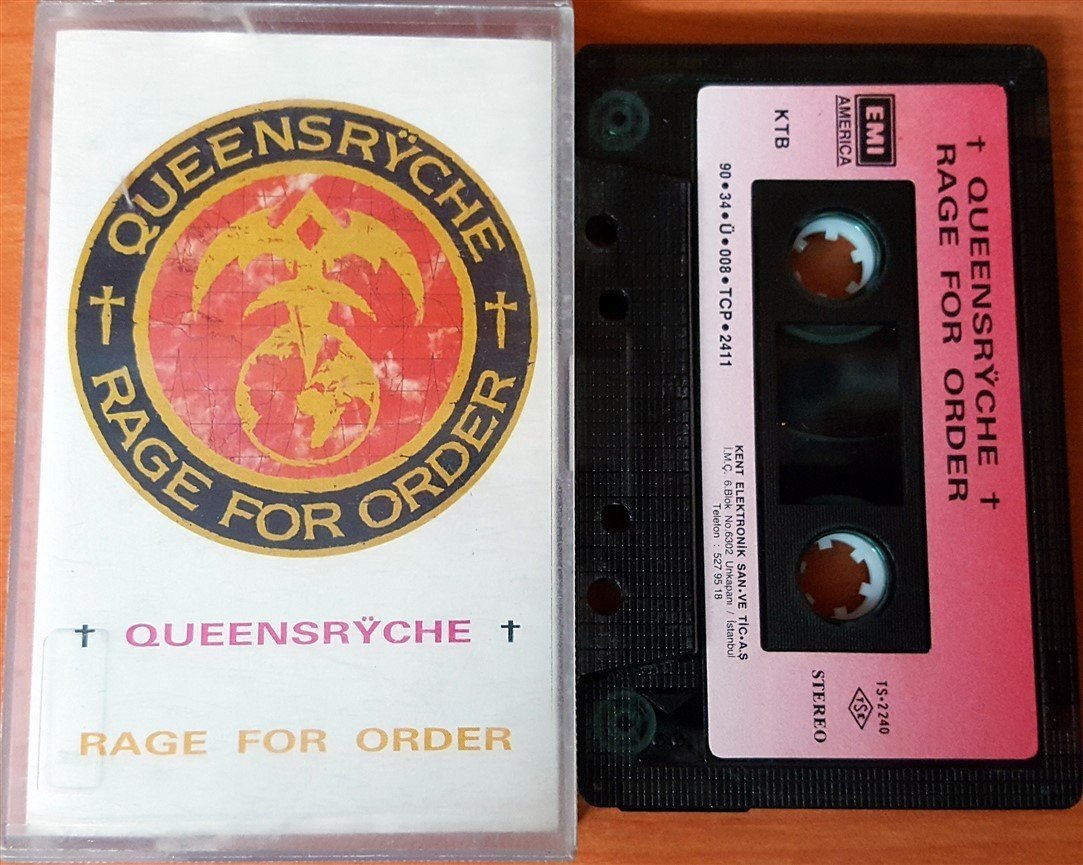 QUEENSRŸCHE
† †
RAGE FOR ORDER
† QUEENSRŸCHE †
RAGE FOR ORDER
† QUEENSRŸCHE †
RAGE FOR ORDER
EMI
AMERICA
KTB
90•34•Ü•008•TCP•2411
KENT ELEKTRONİK SAN•VE TİC•A.Ş
İ.M.Ç. 6.Blok No.6302 Unkapanı / İstanbul
Telefon : 527 95 18
TS•2240
TSE
STEREO